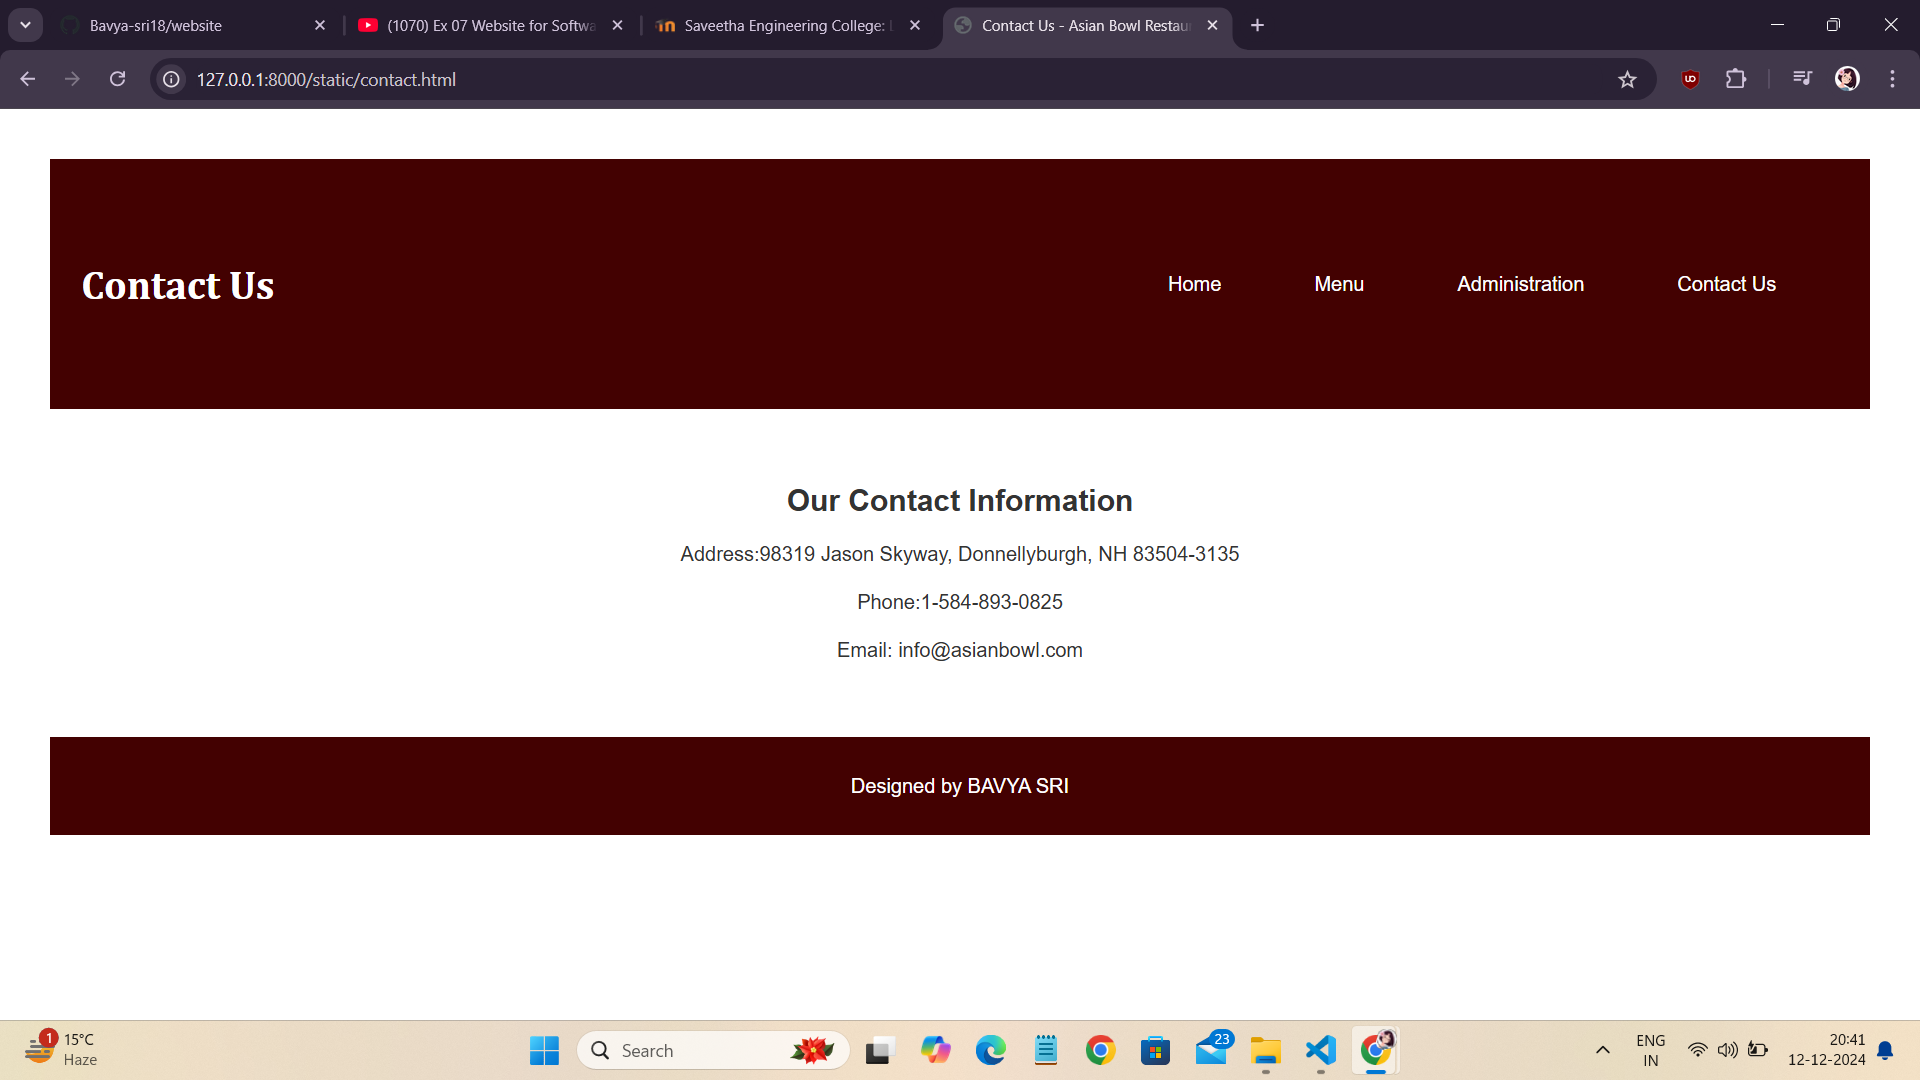 Bavya-sri18/website
(1070) Ex 07 Website for Softwa
Saveetha Engineering College: L
Contact Us - Asian Bowl Restau
127.0.0.1:8000/static/contact.html
Contact Us
Home
Menu
Administration
Contact Us
Our Contact Information
Address:98319 Jason Skyway, Donnellyburgh, NH 83504-3135
Phone:1-584-893-0825
Email: info@asianbowl.com
Designed by BAVYA SRI
1
15°C
Haze
Search
23
ENG
IN
20:41
12-12-2024